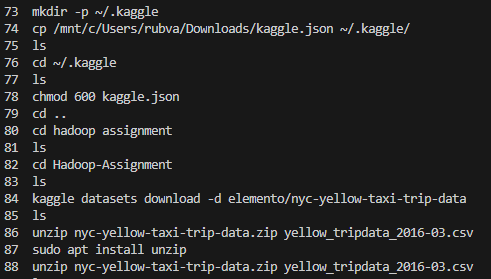 73 mkdir -p ~/.kaggle
74 cp /mnt/c/Users/rubva/Downloads/kaggle.json ~/.kaggle/
75 ls
76 cd ~/.kaggle
77 ls
78 chmod 600 kaggle.json
79 cd ..
80 cd hadoop assignment
81 ls
82 cd Hadoop-Assignment
83 ls
84 kaggle datasets download -d elemento/nyc-yellow-taxi-trip-data
85 ls
86 unzip nyc-yellow-taxi-trip-data.zip yellow_tripdata_2016-03.csv
87 sudo apt install unzip
88 unzip nyc-yellow-taxi-trip-data.zip yellow_tripdata_2016-03.csv